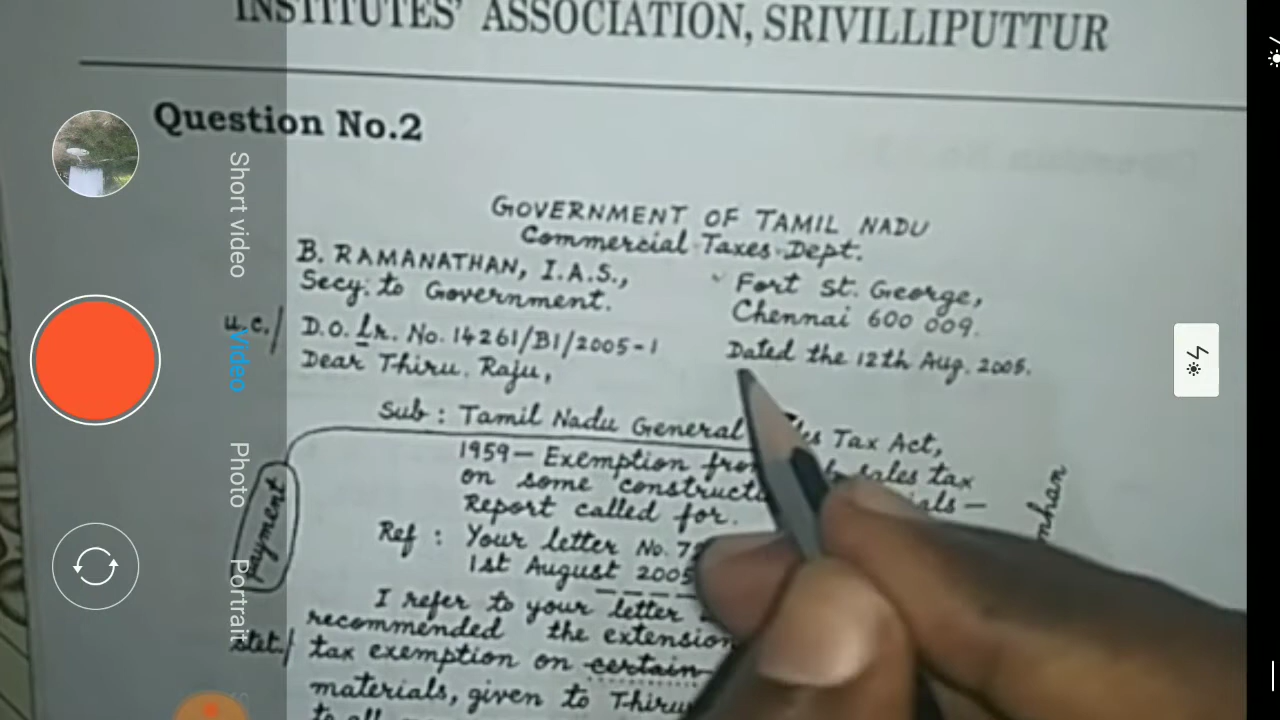 INSTITUTES' ASSOCIATION, SRIVILLIPUTTUR
Question No.2
GOVERNMENT OF TAMIL NADU
Commercial Taxes Dept.
B. RAMANATHAN, I.A.S.,
Secy. to Government.
Fort St. George,
Chennai 600 009.
u.c./ D.O. Lr. No. 14261/B1/2005-1
Dated the 12th Aug. 2005.
Dear Thiru. Raju,
Sub : Tamil Nadu General Tax Act,
1959 — Exemption sales tax
on some
Report called for.
payment
Ref : Your letter No.
1st August 2005
I refer to your letter
recommended the extension
stet./ tax exemption on certain
materials, given to Thiru
to all
Short video
Video
Photo
Portrait